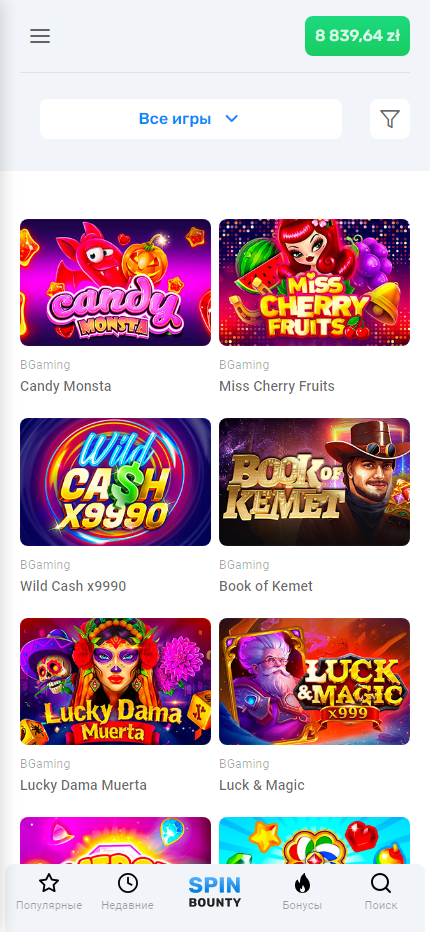 8 839,64 zł
Все игры
candy
MONSTA
MISS
CHERRY
FRUITS
BGaming
Candy Monsta
BGaming
Miss Cherry Fruits
Wild
CA$H
X9990
BOOK OF
KEMET
BGaming
Wild Cash x9990
BGaming
Book of Kemet
Lucky Dama
Muerta
LUCK
& MAGIC
x999
BGaming
Lucky Dama Muerta
BGaming
Luck & Magic
Популярные
Недавние
SPIN
BOUNTY
Бонусы
Поиск